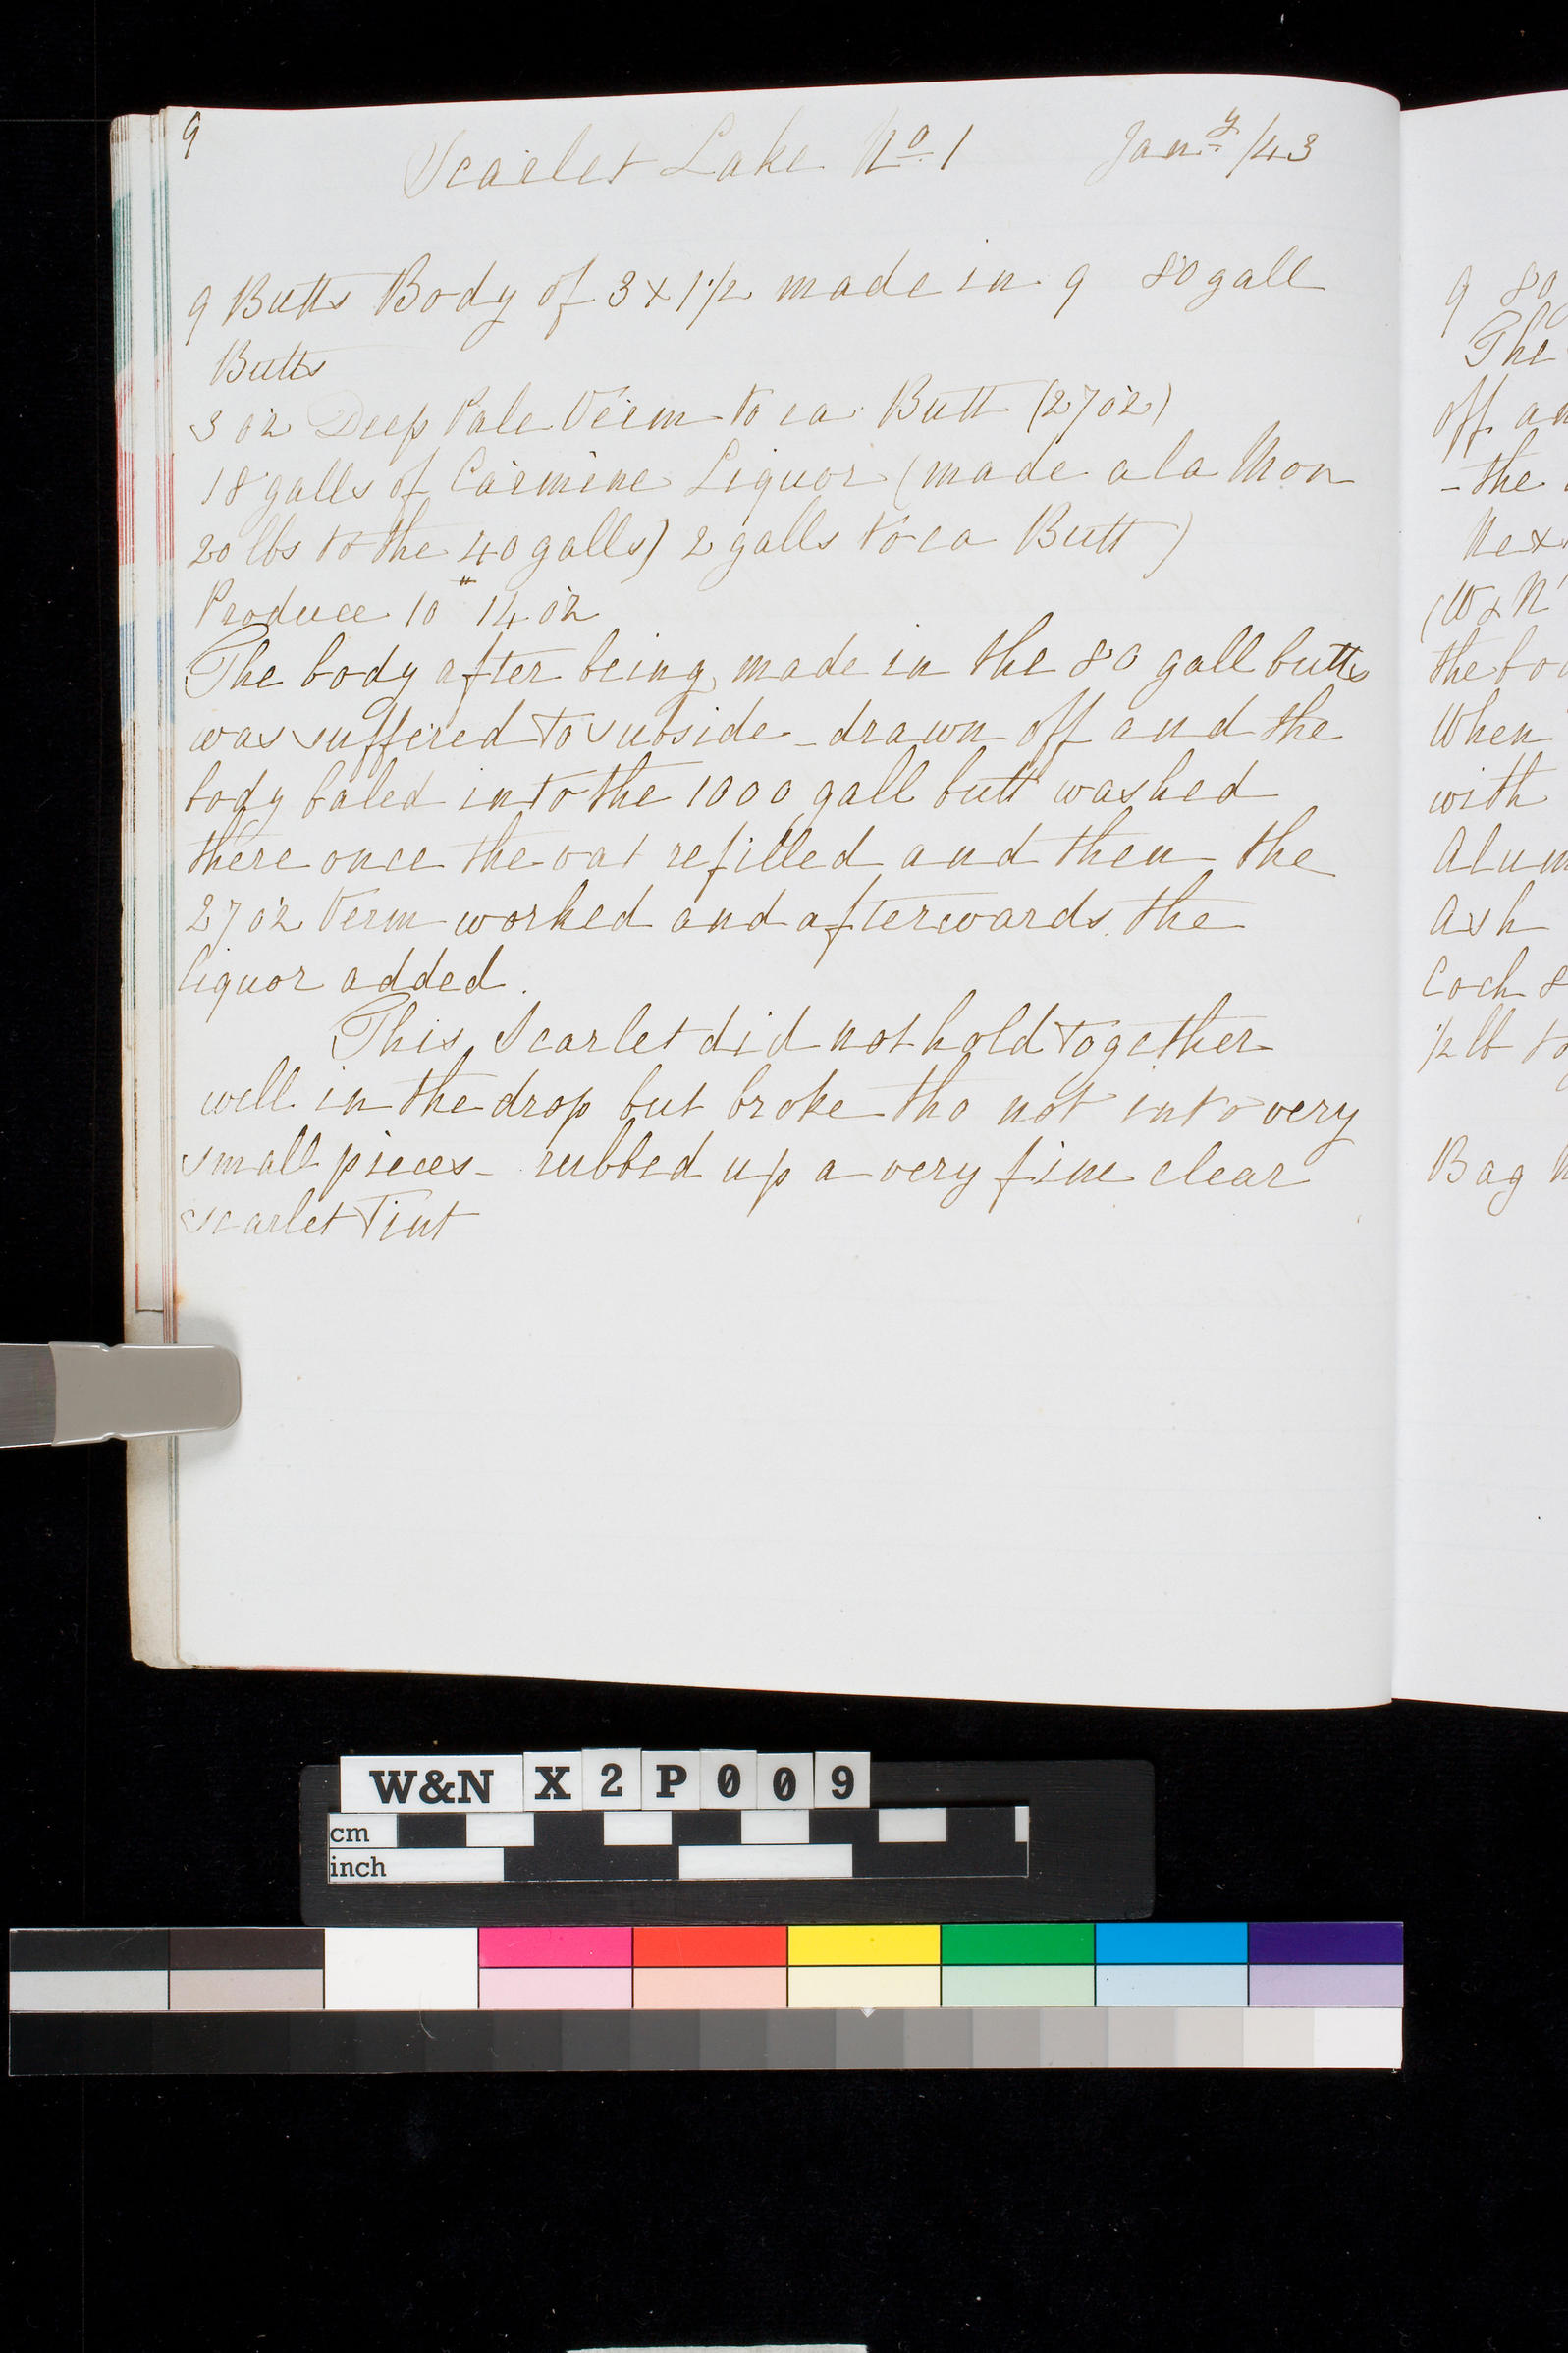 9
Scarlet Lake No. 1 Jany /43
9 Butts Body of 3 x 1 1/2 made in 9 80 gall
Butts
3 oz Deep Pale Verm to ea Butt (27 oz)
18 galls of Carmine Liquor (made a la Mon
20 lbs to the 40 galls) 2 galls to ea Butt)
Produce 10 " 14 oz
The body after being made in the 80 gall butts
was suffered to subside - drawn off and the
body baled into the 1000 gall butt washed
there once the vat refilled and then the
27 oz Verm worked and afterwards the
liquor added.
This Scarlet did not hold together
well in the drop but broke tho not into very
small pieces - rubbed up a very fine clear
scarlet Tint
9 80
The
off an
- the
Nex
(W & N
the bo
When
with
Alum
Ash
Coch 8
1/2 lb to
Bag
W&N X 2 P 0 0 9
cm
inch